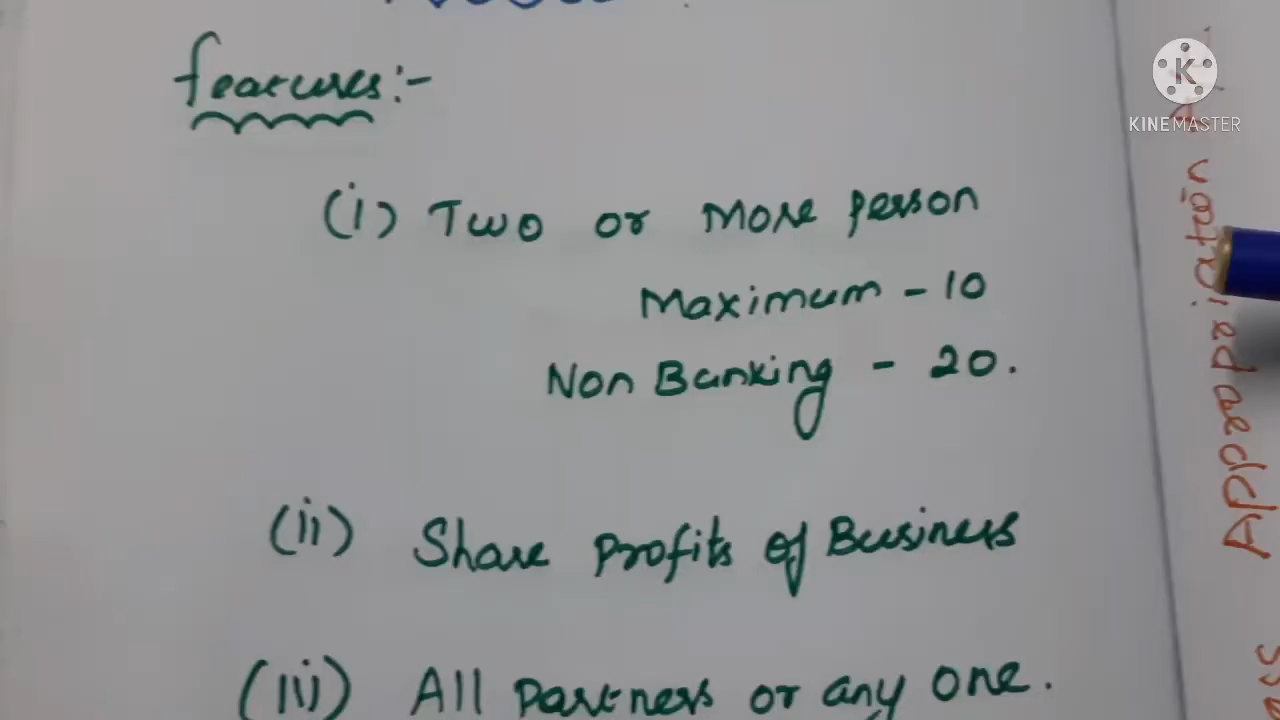 features:-
(i) Two or More person
Maximum - 10
Non Banking - 20.
(ii) Share Profits of Business
(iii) All Partners or any one.
K
KINEMASTER